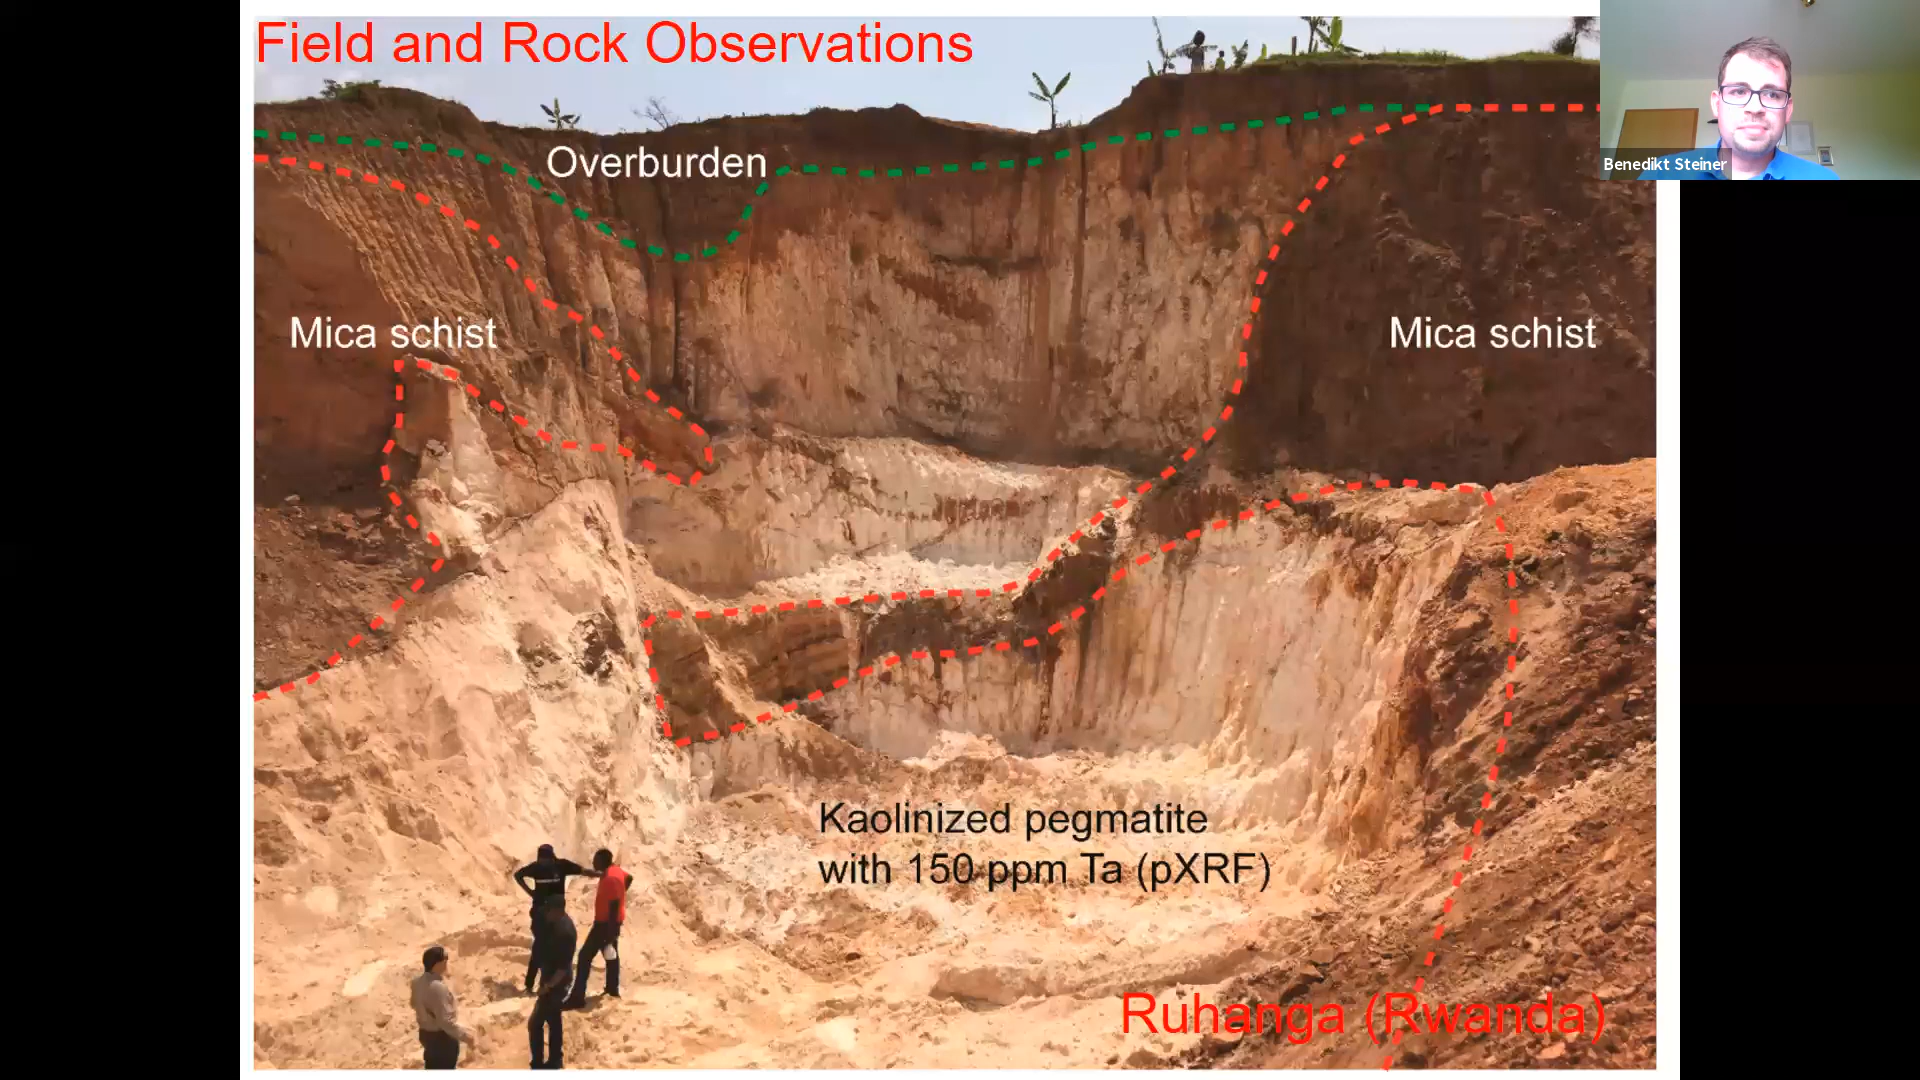 Field and Rock Observations
Benedikt Steiner
Overburden
Mica schist
Mica schist
Kaolinized pegmatite
with 150 ppm Ta (pXRF)
Ruhanga (Rwanda)